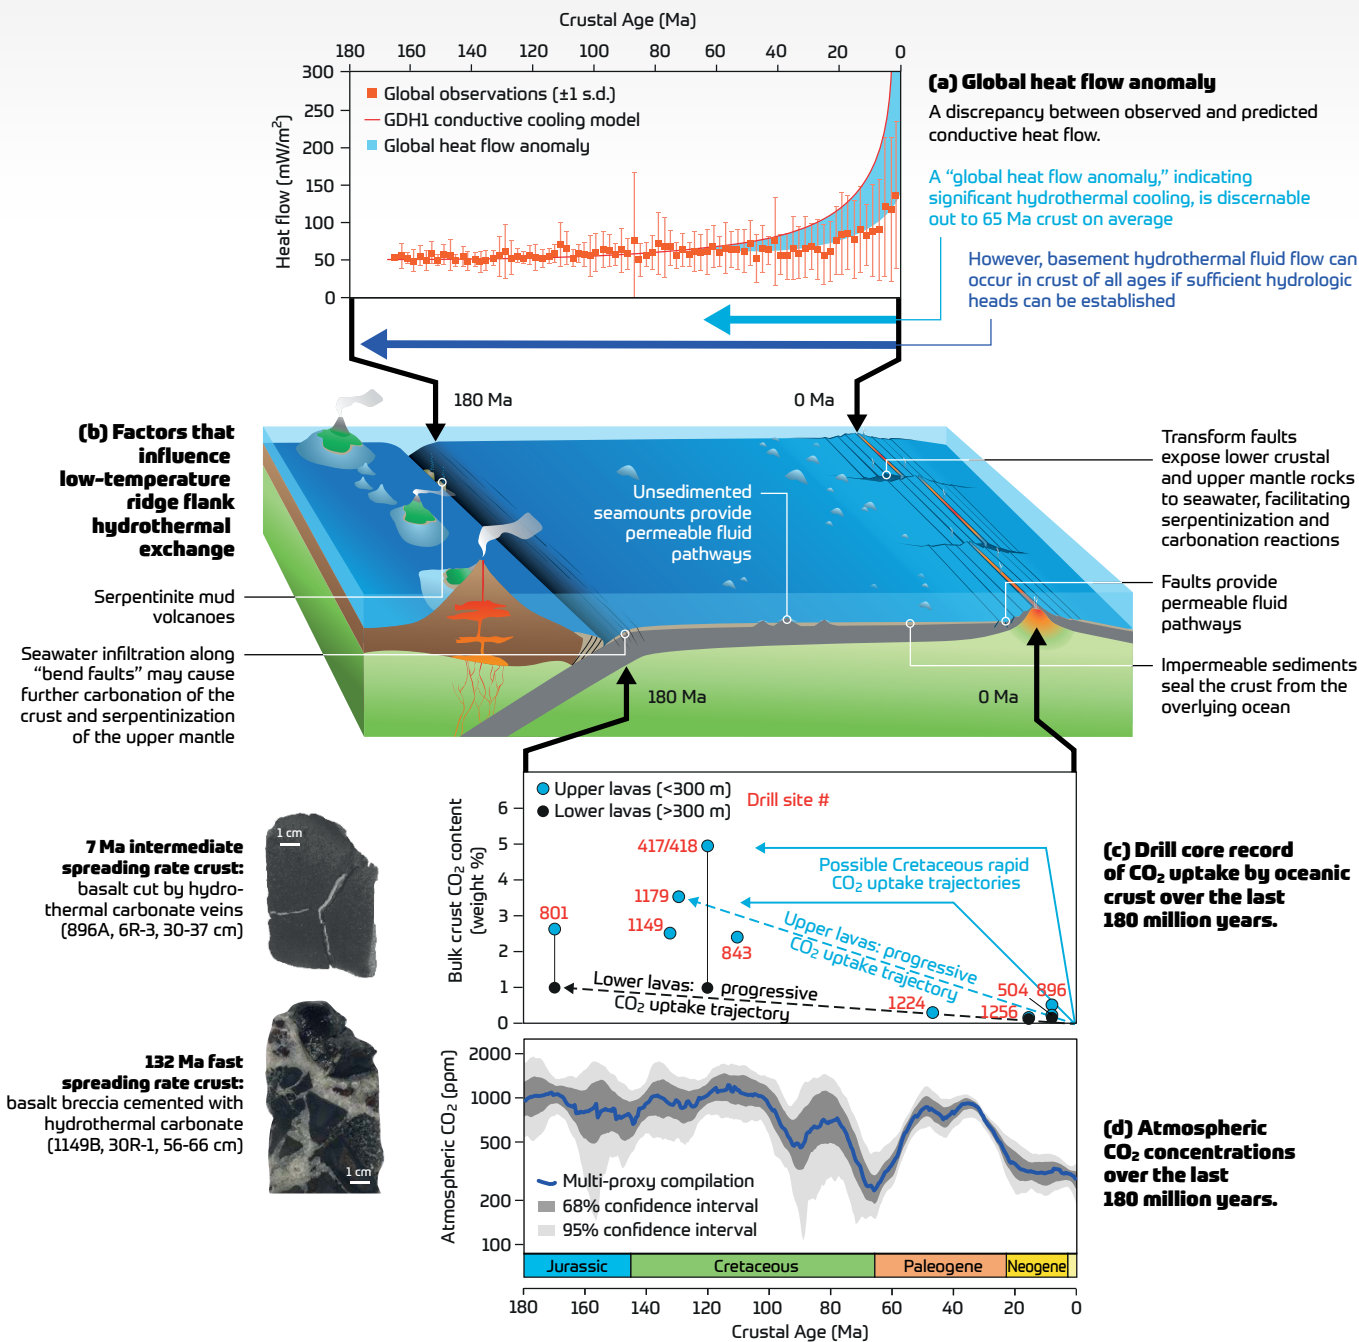 Crustal Age (Ma)
180 160 140 120 100 80 60 40 20 0
300
250
200
150
100
50
0
Heat flow (mW/m²)
Global observations (±1 s.d.)
GDH1 conductive cooling model
Global heat flow anomaly
(a) Global heat flow anomaly
A discrepancy between observed and predicted
conductive heat flow.
A “global heat flow anomaly,” indicating
significant hydrothermal cooling, is discernable
out to 65 Ma crust on average
However, basement hydrothermal fluid flow can
occur in crust of all ages if sufficient hydrologic
heads can be established
180 Ma
0 Ma
(b) Factors that
influence
low-temperature
ridge flank
hydrothermal
exchange
Serpentinite mud
volcanoes
Seawater infiltration along
“bend faults” may cause
further carbonation of the
crust and serpentinization
of the upper mantle
Unsedimented
seamounts provide
permeable fluid
pathways
Transform faults
expose lower crustal
and upper mantle rocks
to seawater, facilitating
serpentinization and
carbonation reactions
Faults provide
permeable fluid
pathways
Impermeable sediments
seal the crust from the
overlying ocean
180 Ma
0 Ma
7 Ma intermediate
spreading rate crust:
basalt cut by hydro-
thermal carbonate veins
(896A, 6R-3, 30-37 cm)
1 cm
132 Ma fast
spreading rate crust:
basalt breccia cemented with
hydrothermal carbonate
(1149B, 30R-1, 56-66 cm)
1 cm
Bulk crust CO₂ content
(weight %)
6
5
4
3
2
1
0
Upper lavas (<300 m)
Lower lavas (>300 m)
Drill site #
417/418
1179
801
1149
843
1224
504
896
1256
Possible Cretaceous rapid
CO₂ uptake trajectories
Upper lavas: progressive
CO₂ uptake trajectory
Lower lavas: progressive
CO₂ uptake trajectory
(c) Drill core record
of CO₂ uptake by oceanic
crust over the last
180 million years.
Atmospheric CO₂ (ppm)
2000
1000
500
200
100
Multi-proxy compilation
68% confidence interval
95% confidence interval
(d) Atmospheric
CO₂ concentrations
over the last
180 million years.
Jurassic
Cretaceous
Paleogene
Neogene
180 160 140 120 100 80 60 40 20 0
Crustal Age (Ma)